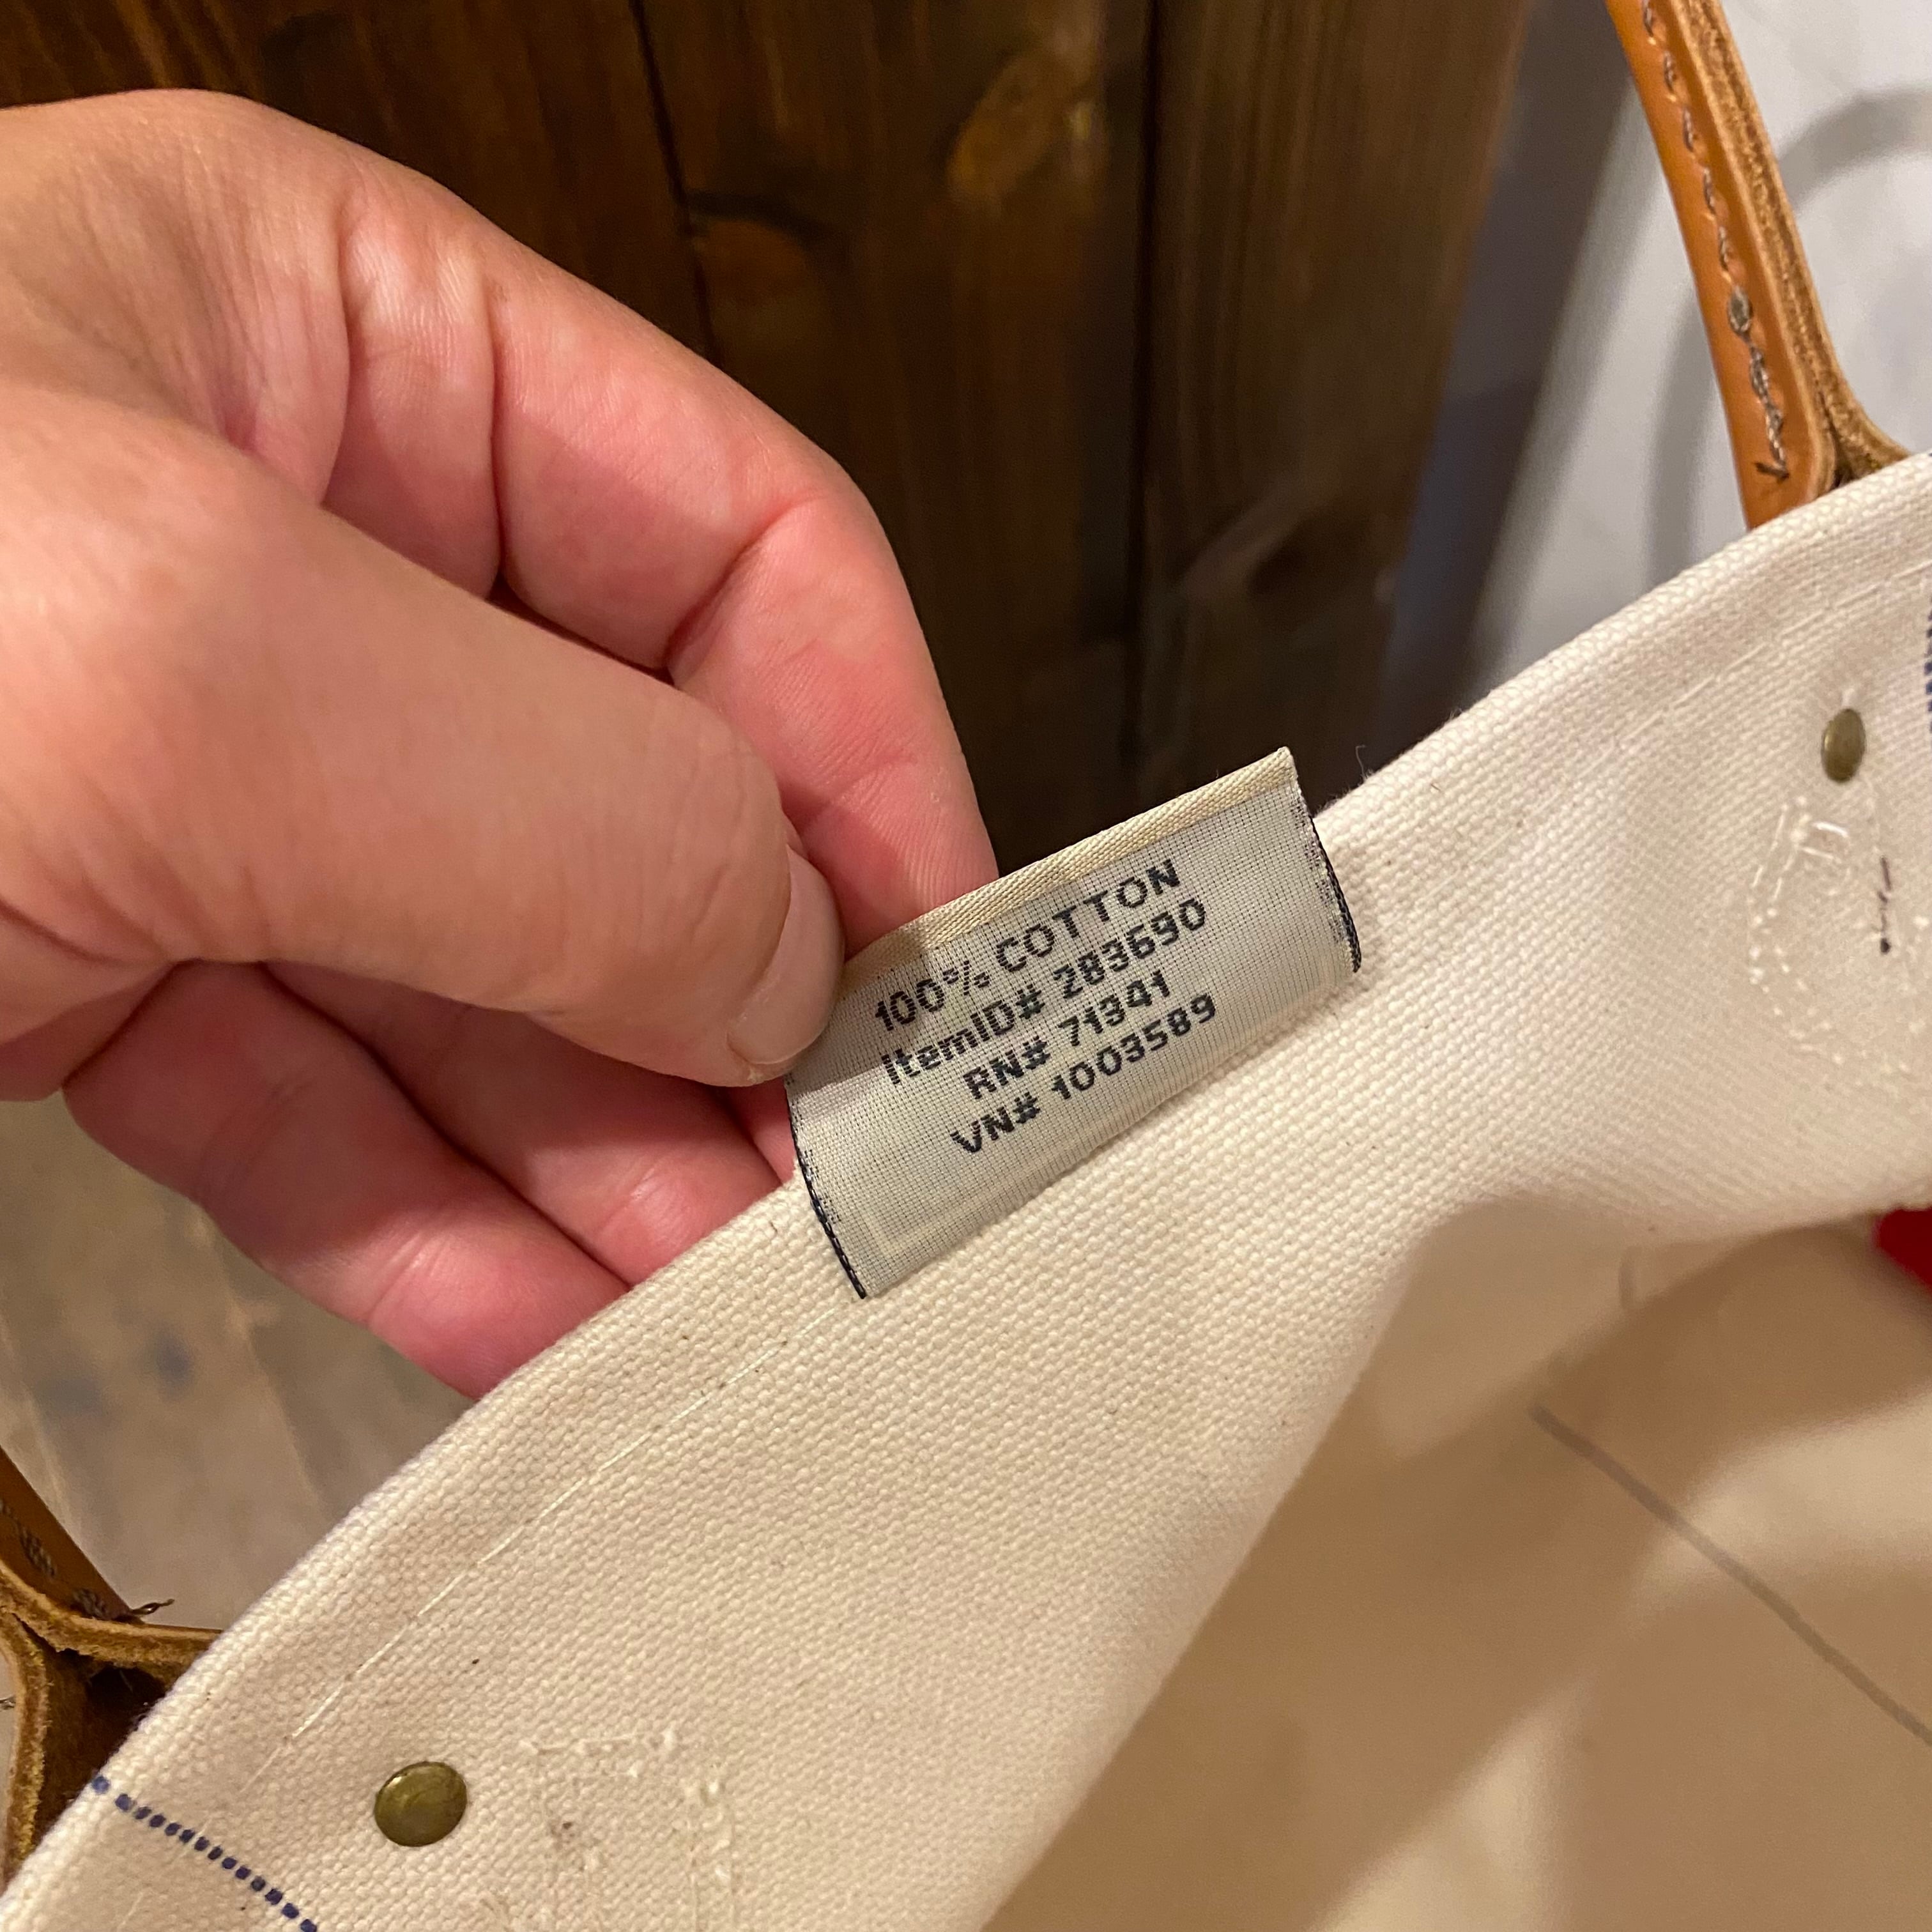 100% COTTON
ItemID# 283690
RN# 71341
VN# 1003589